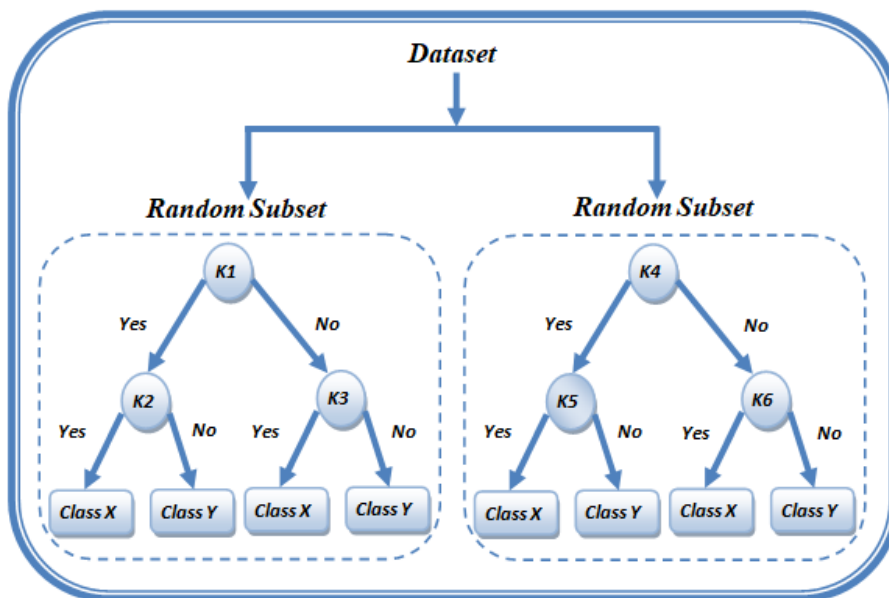 Dataset
Random Subset
Random Subset
K1
K4
Yes
No
Yes
No
K2
K3
K5
K6
Yes
No
Yes
No
Yes
No
Yes
No
Class X
Class Y
Class X
Class Y
Class X
Class Y
Class X
Class Y